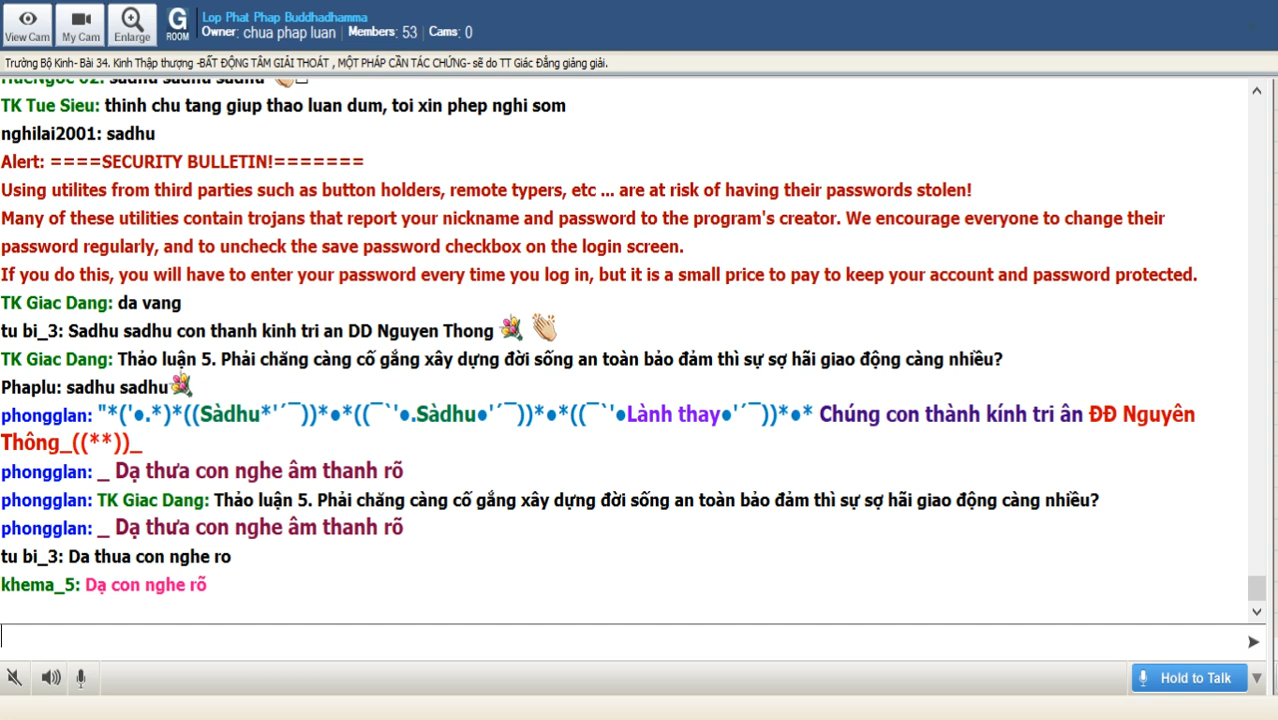 Lop Phat Phap Buddhadhamma
View Cam
My Cam
Enlarge
G ROOM
Owner: chua phap luan | Members: 53 | Cams: 0
Trường Bộ Kinh- Bài 34. Kinh Thập thượng -BẤT ĐỘNG TÂM GIẢI THOÁT , MỘT PHÁP CẦN TÁC CHỨNG- sẽ do TT Giác Đẳng giảng giải.
TK Tue Sieu: thinh chu tang giup thao luan dum, toi xin phep nghi som
nghilai2001: sadhu
Alert: ====SECURITY BULLETIN!=======
Using utilites from third parties such as button holders, remote typers, etc ... are at risk of having their passwords stolen!
Many of these utilities contain trojans that report your nickname and password to the program's creator. We encourage everyone to change their
password regularly, and to uncheck the save password checkbox on the login screen.
If you do this, you will have to enter your password every time you log in, but it is a small price to pay to keep your account and password protected.
TK Giac Dang: da vang
tu bi_3: Sadhu sadhu con thanh kinh tri an DD Nguyen Thong
TK Giac Dang: Thảo luận 5. Phải chăng càng cố gắng xây dựng đời sống an toàn bảo đảm thì sự sợ hãi giao động càng nhiều?
Phaplu: sadhu sadhu
phongglan: "*('●.*)*((Sàdhu*'´¯))*●*((¯`'●.Sàdhu●'´¯))*●*((¯`'●Lành thay●'´¯))*●* Chúng con thành kính tri ân ĐĐ Nguyên
Thông_((**))_
phongglan: _ Dạ thưa con nghe âm thanh rõ
phongglan: TK Giac Dang: Thảo luận 5. Phải chăng càng cố gắng xây dựng đời sống an toàn bảo đảm thì sự sợ hãi giao động càng nhiều?
phongglan: _ Dạ thưa con nghe âm thanh rõ
tu bi_3: Da thua con nghe ro
khema_5: Dạ con nghe rõ
Hold to Talk